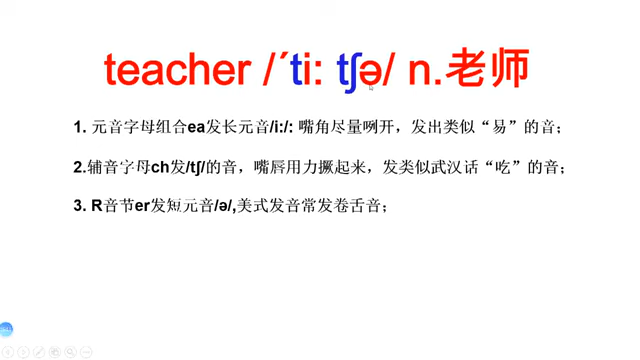 teacher /ˊti: tʃə/ n.老师
1. 元音字母组合ea发长元音/i:/: 嘴角尽量咧开，发出类似“易”的音；
2.辅音字母ch发/tʃ/的音，嘴唇用力撅起来，发类似武汉话“吃”的音；
3. R音节er发短元音/ə/,美式发音常发卷舌音；